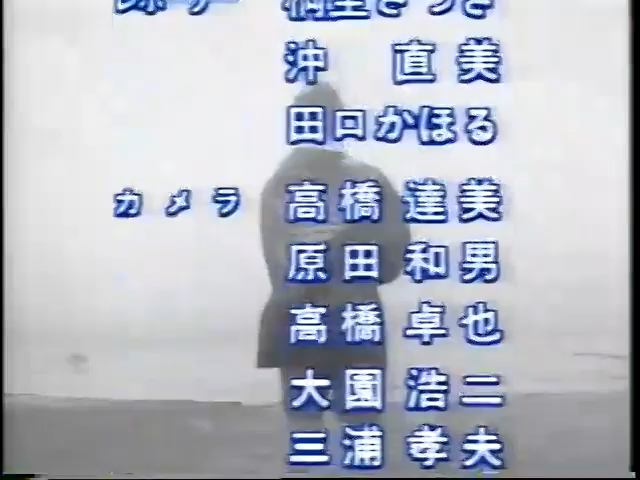 沖 直美
田口かほる
カメラ 高橋 達美
原田 和男
高橋 卓也
大園 浩二
三浦 孝夫